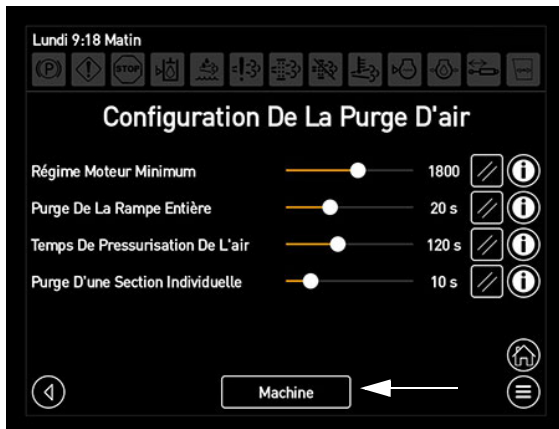 Lundi 9:18 Matin
STOP
Configuration De La Purge D'air
Régime Moteur Minimum 1800
Purge De La Rampe Entière 20 s
Temps De Pressurisation De L'air 120 s
Purge D'une Section Individuelle 10 s
Machine